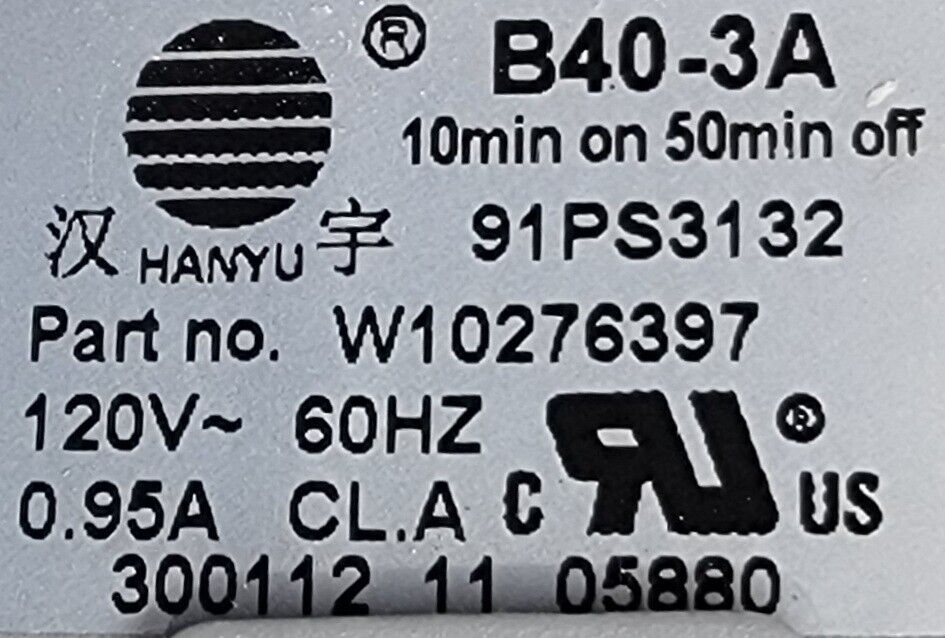 ® B40-3A
10min on 50min off
汉 HANYU 宇 91PS3132
Part no. W10276397
120V~ 60HZ
0.95A CL.A C RU ® US
300112 11 05880